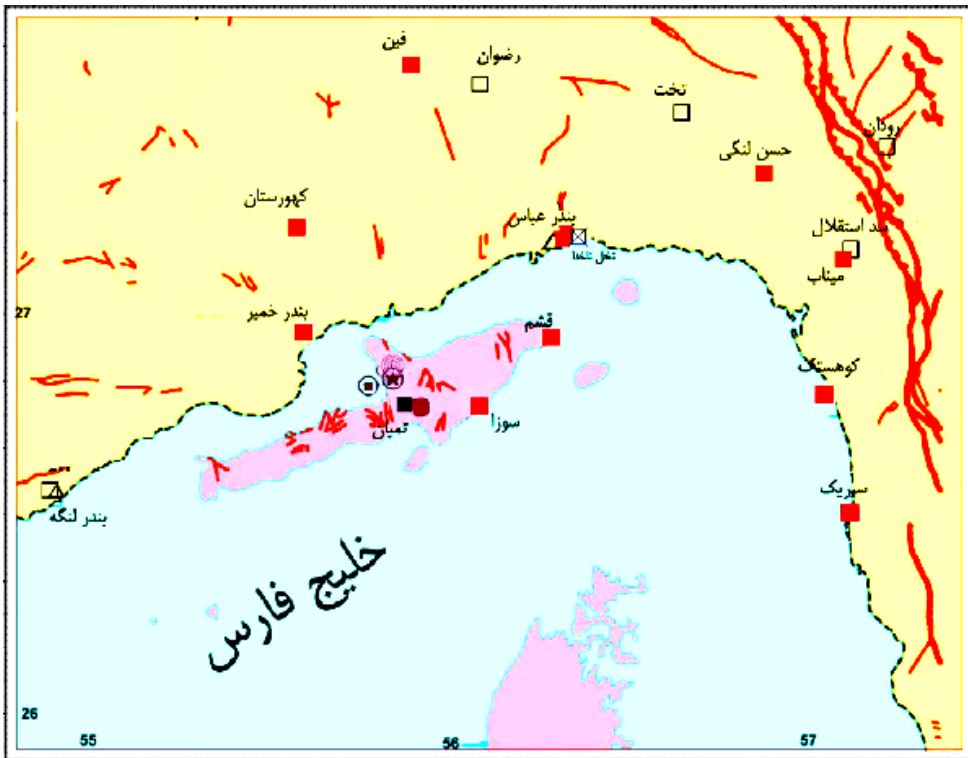 فین
رضوان
تخت
رودان
حسن لنگی
کهورستان
بندر عباس
سد استقلال
میناب
27
بندر خمیر
قشم
کوهستک
تمبان
سوزا
سیریک
بندر لنگه
خلیج فارس
26
55
56
57